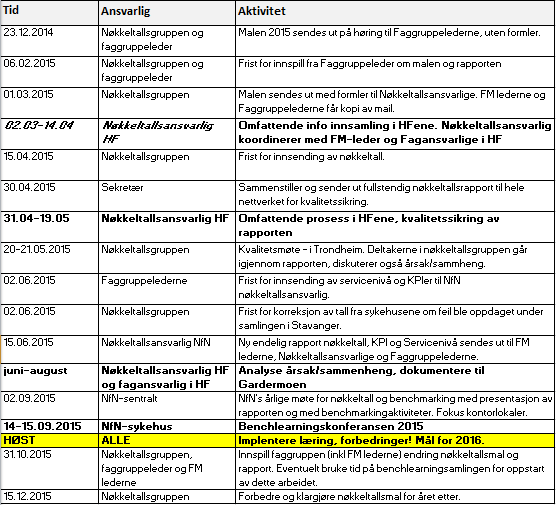 Tid Ansvarlig Aktivitet
23.12.2014 Nøkkeltallsgruppen og Malen 2015 sendes ut på høring til Faggruppelederne, uten formler.
faggruppeleder
06.02.2015 Nøkkeltallsgruppen og Frist for innspill fra Faggruppeleder om malen og rapporten
faggruppeleder
01.03.2015 Nøkkeltallsgruppen Malen sendes ut med formler til Nøkkeltallsansvarlige. FM lederne og
Faggruppelederne får kopi av mail.
02.03-14.04 Nøkkeltallsansvarlig Omfattende info innsamling i HFene. Nøkkeltallsansvarlig
HF koordinerer med FM-leder og Fagansvarlige i HF
15.04.2015 Nøkkeltallsgruppen Frist for innsending av nøkkeltall.
30.04.2015 Sekretær Sammenstiller og sender ut fullstendig nøkkeltallsrapport til hele
nettverket for kvalitetssikring.
31.04-19.05 Nøkkeltallsansvarlig HF Omfattende prosess i HFene, kvalitetssikring av
rapporten
20-21.05.2015 Nøkkeltallsgruppen Kvalitetsmøte - i Trondheim. Deltakerne i nøkkeltallsgruppen går
igjennom rapporten, diskuterer også årsak/sammheng.
02.06.2015 Faggruppelederne Frist for innsending av servicenivå og KPIer til NfN
nøkkeltallsansvarlig.
02.06.2015 Nøkkeltallsgruppen Frist for korreksjon av tall fra sykehusene om feil ble oppdaget under
samlingen i Stavanger.
15.06.2015 Nøkkeltallsansvarlig NfN Ny endelig rapport nøkkeltall, KPI og Servicenivå sendes ut til FM
lederne, Nøkkeltallsansvarlige og Faggruppelederne.
juni-august Nøkkeltallsansvarlig HF Analyse årsak/sammenheng, dokumentere til
og fagansvarlig i HF Gardermoen
02.09.2015 NfN-sentralt NfN's årlige møte for nøkkeltall og benchmarking med presentasjon av
rapporten og med benchmarkingaktiviteter. Fokus kontorlokaler.
14-15.09.2015 NfN-sykehus Benchlearningskonferansen 2015
HØST ALLE Implentere læring, forbedringer! Mål for 2016.
31.10.2015 Nøkkeltallsgruppen, Innspill faggruppen (inkl FM lederne) endring nøkkeltallsmal og
faggruppeleder og FM rapport. Eventuelt bruke tid på benchlearningsamlingen for oppstart
lederne av dette arbeidet.
15.12.2015 Nøkkeltallsgruppen Forbedre og klargjøre nøkkeltallsmal for året etter.